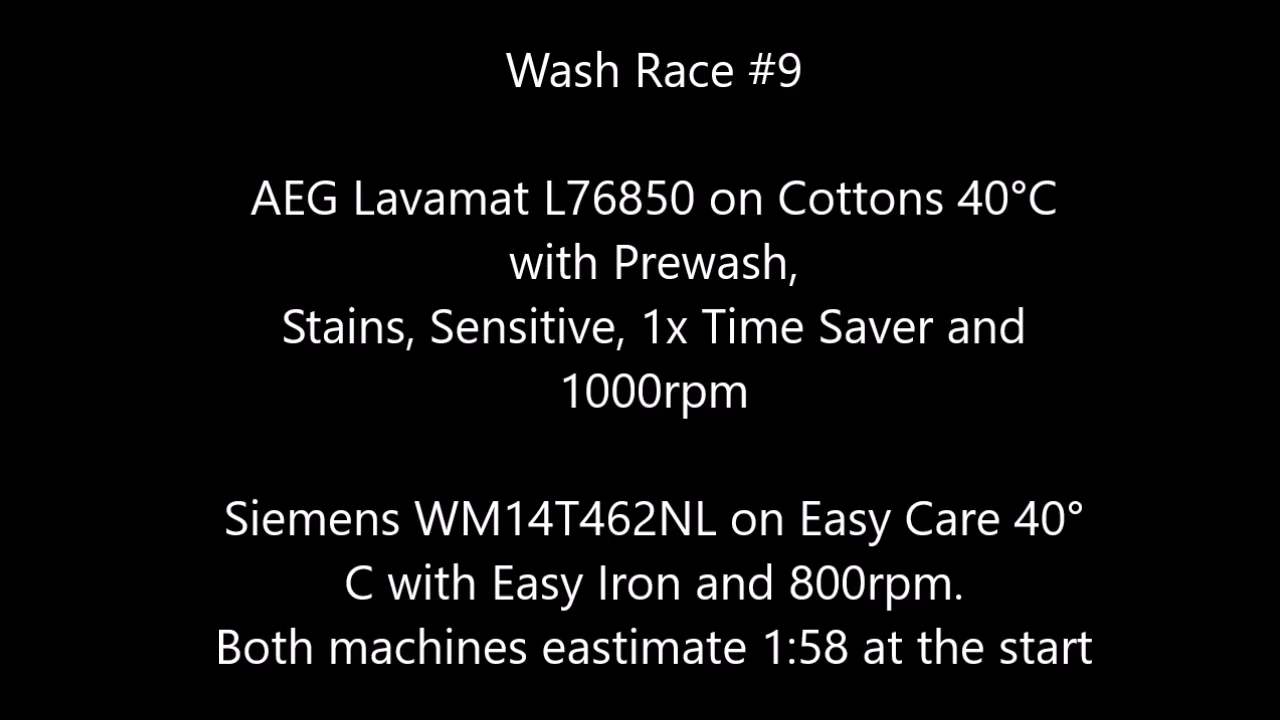 Wash Race #9
AEG Lavamat L76850 on Cottons 40°C
with Prewash,
Stains, Sensitive, 1x Time Saver and
1000rpm
Siemens WM14T462NL on Easy Care 40°
C with Easy Iron and 800rpm.
Both machines eastimate 1:58 at the start